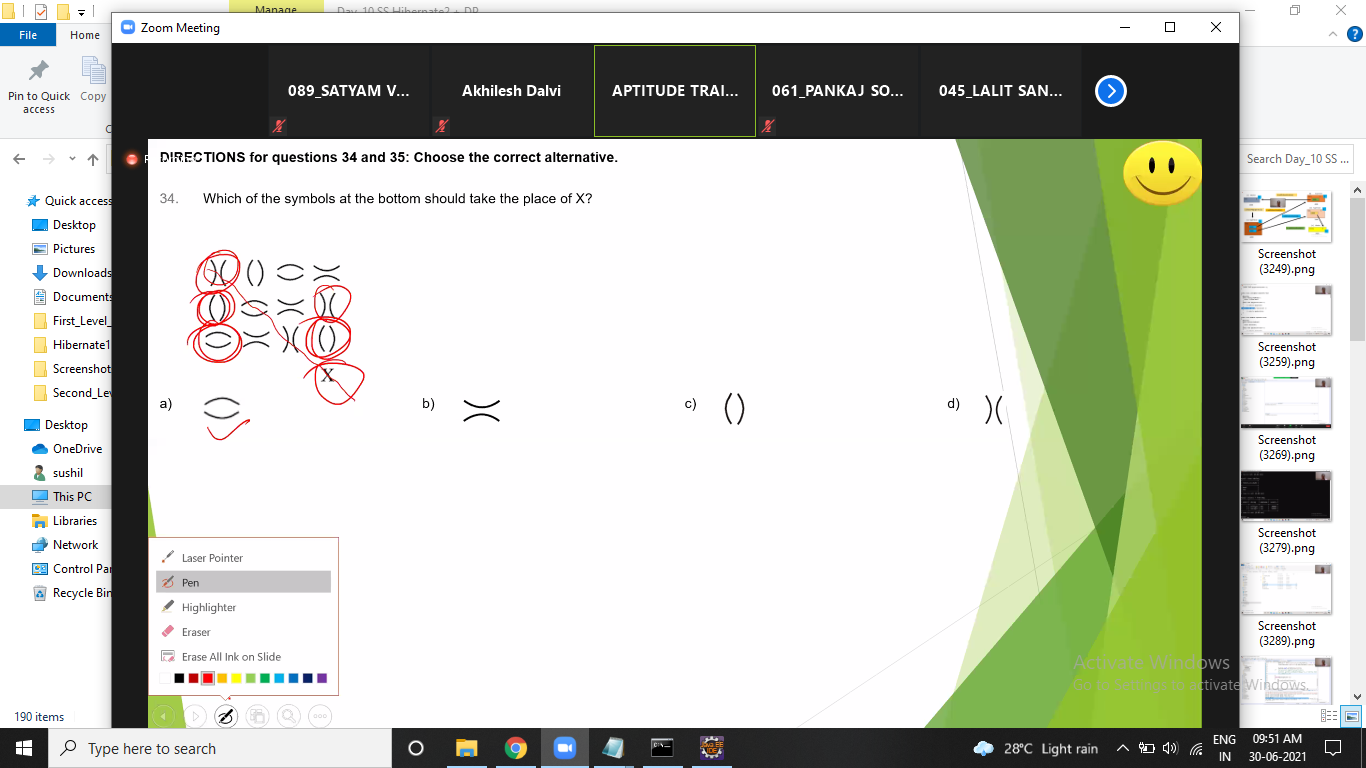 Manage
Day_10 SS Hibernate2 + DP
File
Home
Zoom Meeting
Pin to Quick access
Copy
089_SATYAM V...
Akhilesh Dalvi
APTITUDE TRAI...
061_PANKAJ SO...
045_LALIT SAN...
Search Day_10 SS ...
DIRECTIONS for questions 34 and 35: Choose the correct alternative.
34. Which of the symbols at the bottom should take the place of X?
)( () 
X
a)
b)
c) ()
d) )(
Quick access
Desktop
Pictures
Downloads
Documents
First_Level_
Hibernate1
Screenshot
Second_Lev
Desktop
OneDrive
sushil
This PC
Libraries
Network
Control Par
Recycle Bin
Screenshot
(3249).png
Screenshot
(3259).png
Screenshot
(3269).png
Screenshot
(3279).png
Screenshot
(3289).png
Laser Pointer
Pen
Highlighter
Eraser
Erase All Ink on Slide
Activate Windows
Go to Settings to activate Windows.
190 items
Type here to search
28°C Light rain
ENG
IN
09:51 AM
30-06-2021